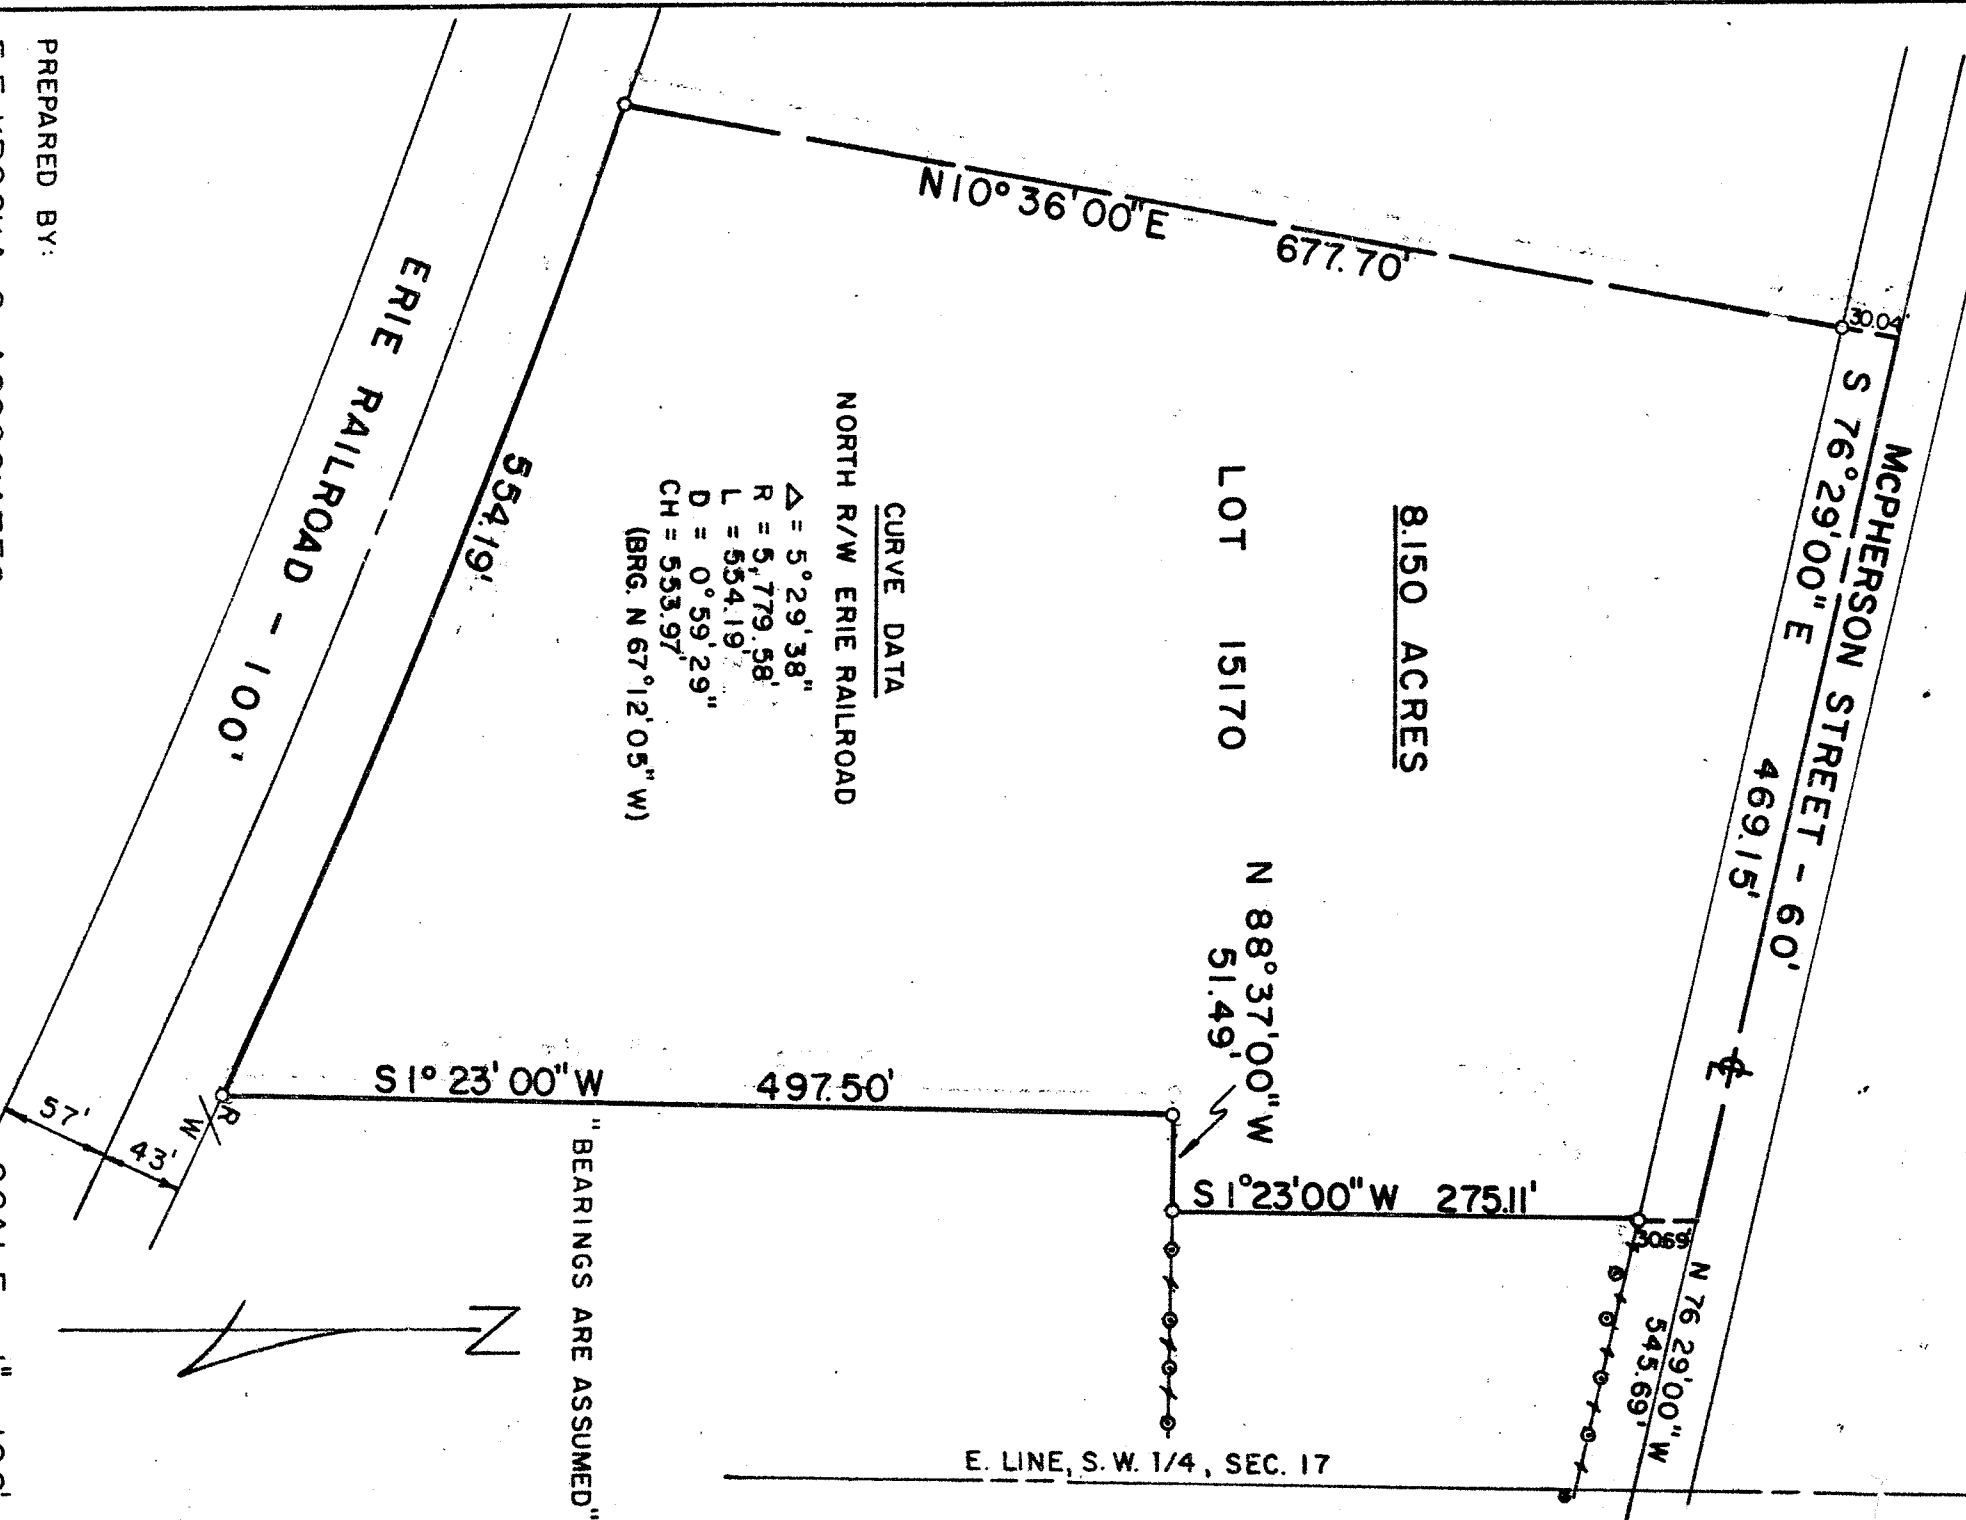 McPHERSON STREET - 60'
30.04'
S 76°29'00" E 469.15'
N 10°36'00" E 677.70'
8.150 ACRES
LOT 15170
N 88°37'00" W
51.49'
CURVE DATA
NORTH R/W ERIE RAILROAD
Δ = 5°29'38"
R = 5,779.58'
L = 554.19'
D = 0°59'29"
CH = 553.97'
(BRG. N 67°12'05" W)
S 1°23'00" W 275.11'
30.69'
N 76 29'00" W
545.69'
S 1° 23' 00" W 497.50'
554.19'
ERIE RAILROAD - 100'
R/W
57'
43'
"BEARINGS ARE ASSUMED"
E. LINE, S.W. 1/4, SEC. 17
N
PREPARED BY: